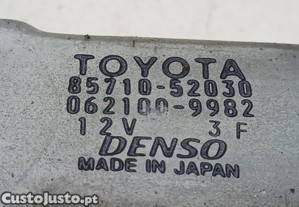 TOYOTA
85710-52030
062100-9982
12V 3F
DENSO
MADE IN JAPAN
CustoJusto.pt